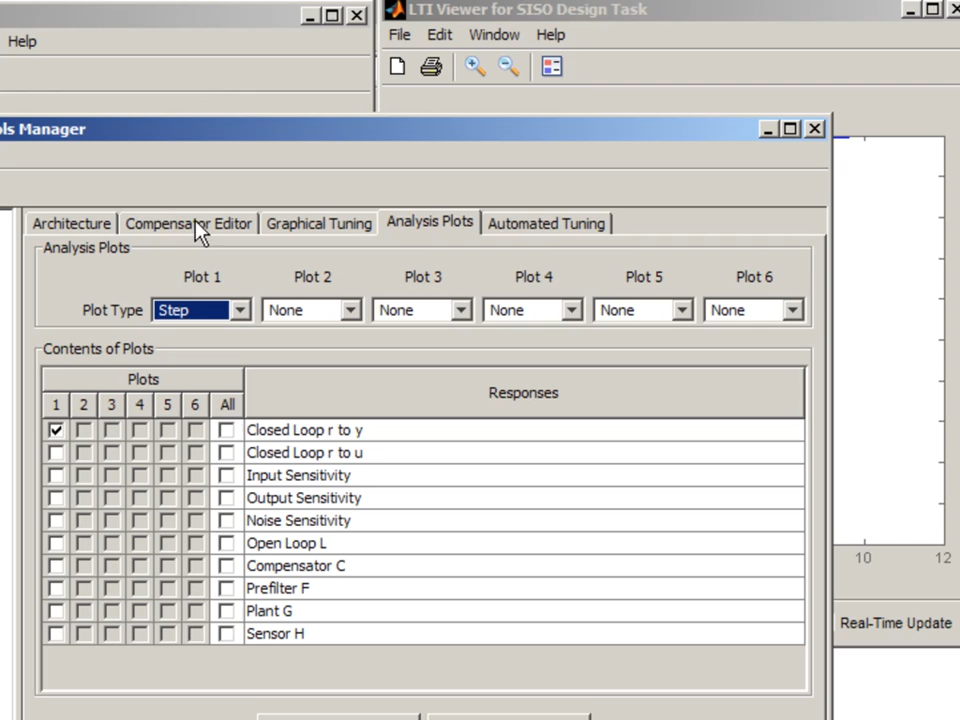 LTI Viewer for SISO Design Task
Help
File Edit Window Help
ols Manager
Architecture Compensator Editor Graphical Tuning Analysis Plots Automated Tuning
Analysis Plots
Plot 1 Plot 2 Plot 3 Plot 4 Plot 5 Plot 6
Plot Type Step None None None None None
Contents of Plots
Plots
Responses
1 2 3 4 5 6 All
Closed Loop r to y
Closed Loop r to u
Input Sensitivity
Output Sensitivity
Noise Sensitivity
Open Loop L
Compensator C
Prefilter F
Plant G
Sensor H
10 12
Real-Time Update